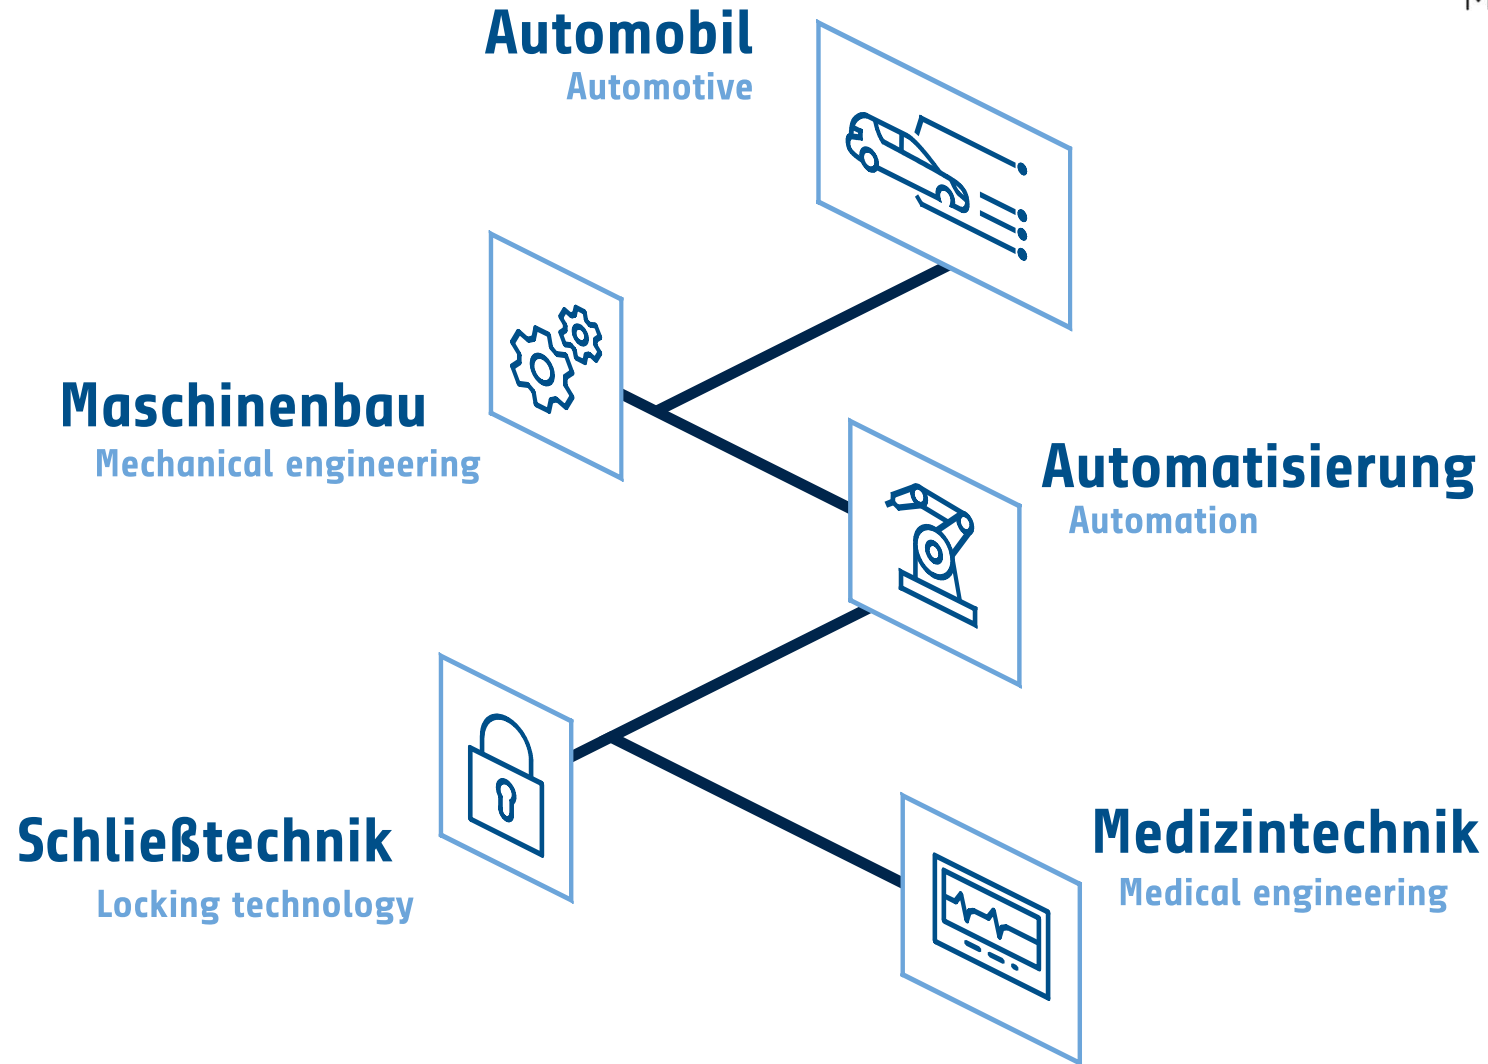 Automobil
Automotive
Maschinenbau
Mechanical engineering
Automatisierung
Automation
Schließtechnik
Locking technology
Medizintechnik
Medical engineering